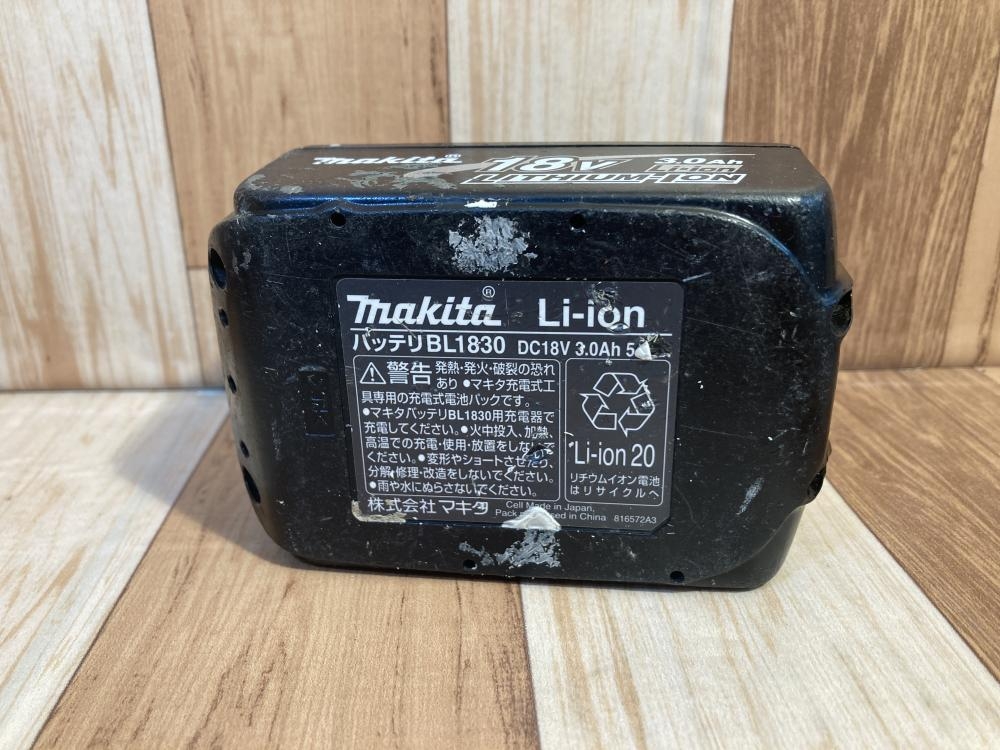 makita® 18V 3.0Ah
Li-ion
LITHIUM-ION
makita® Li-ion
バッテリBL1830 DC18V 3.0Ah
警告 発熱・発火・破裂の恐れ
あり ●マキタ充電式工
具専用の充電式電池パックです。
●マキタバッテリBL1830用充電器で
充電してください。●火中投入、加熱、
高温での充電・使用・放置をしないで
ください。●変形やショートさせたり、
分解・修理・改造をしないでください。
●雨や水にぬらさないでください。
Li-ion 20
リチウムイオン電池
はリサイクルへ
株式会社マキタ
Cell Made in Japan,
in China 816572A3